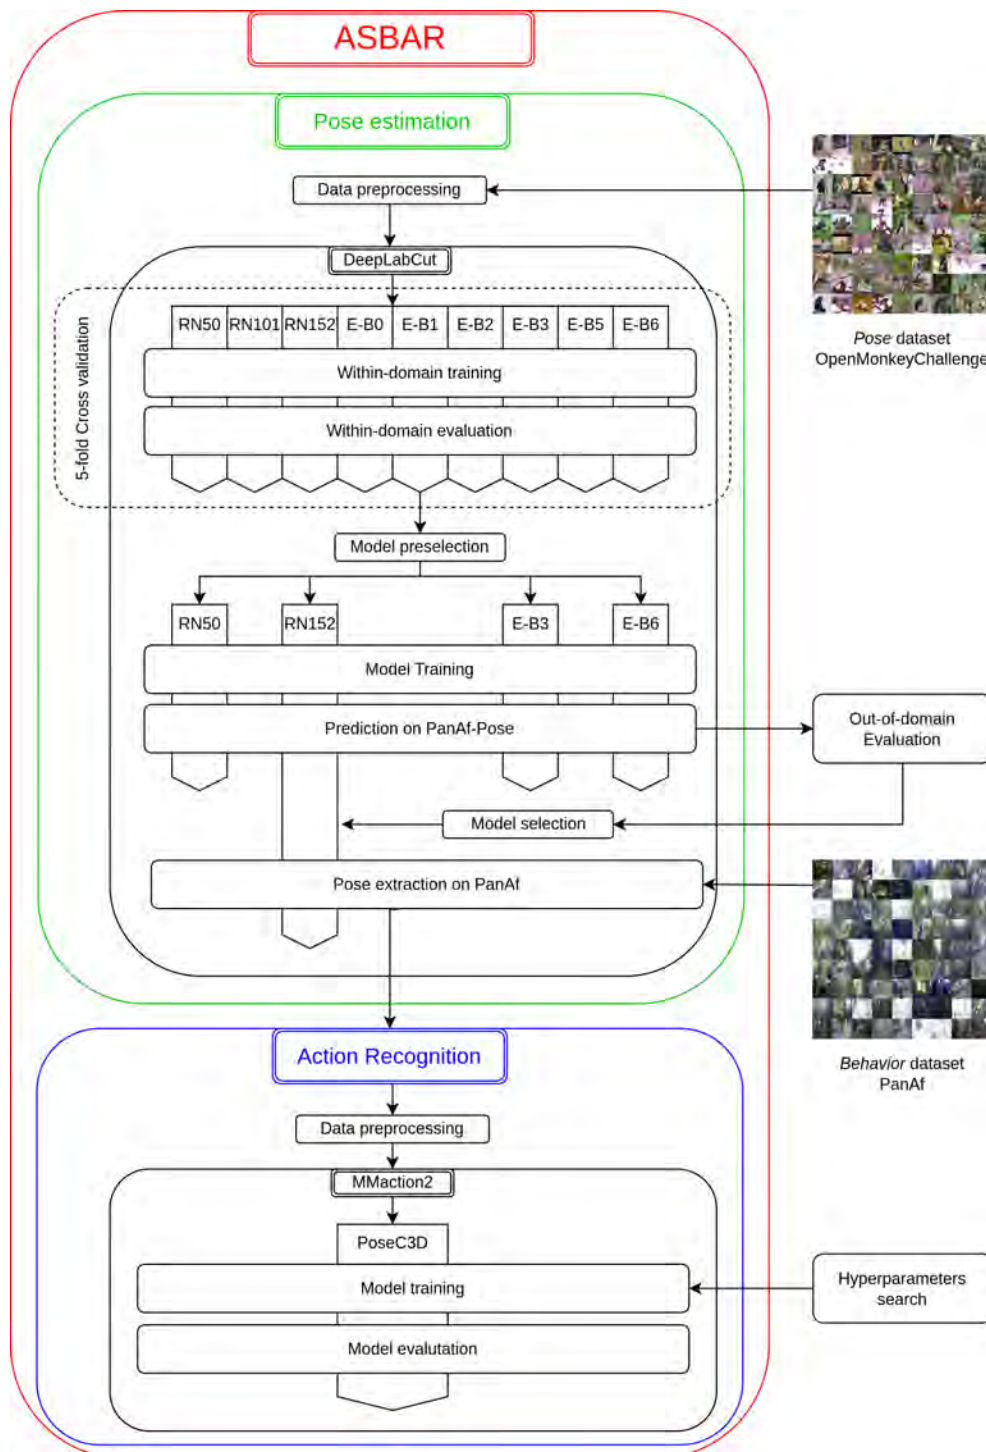 ASBAR
Pose estimation
Data preprocessing
DeepLabCut
5-fold Cross validation
RN50 RN101 RN152 E-B0 E-B1 E-B2 E-B3 E-B5 E-B6
Within-domain training
Within-domain evaluation
Model preselection
RN50 RN152 E-B3 E-B6
Model Training
Prediction on PanAf-Pose
Model selection
Pose extraction on PanAf
Pose dataset
OpenMonkeyChallenge
Out-of-domain
Evaluation
Behavior dataset
PanAf
Action Recognition
Data preprocessing
MMaction2
PoseC3D
Model training
Model evalutation
Hyperparameters
search